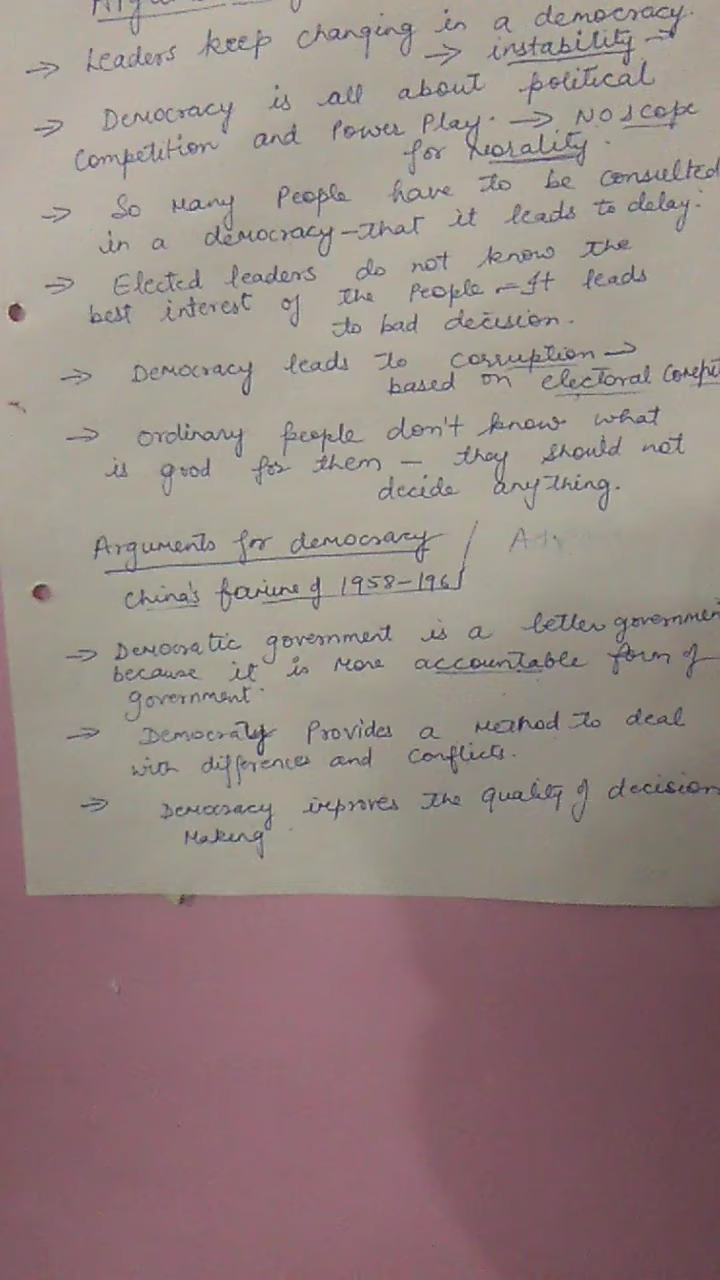 → Leaders keep changing in a democracy.
→ instability →
→ Democracy is all about political
Competition and Power Play. → No scope
for Morality.
→ So Many People have to be consulted
in a democracy - that it leads to delay.
→ Elected leaders do not know the
best interest of the People - It leads
to bad decision.
→ Democracy leads to corruption →
based on electoral
→ Ordinary people don't know what
is good for them - they should not
decide anything.
Arguments for democracy /
China's famine of 1958-1961
→ Democratic government is a better
because it is More accountable form of
government.
→ Democraty Provides a Method to deal
with differences and Conflicts.
→ Democracy improves the quality of decision
Making